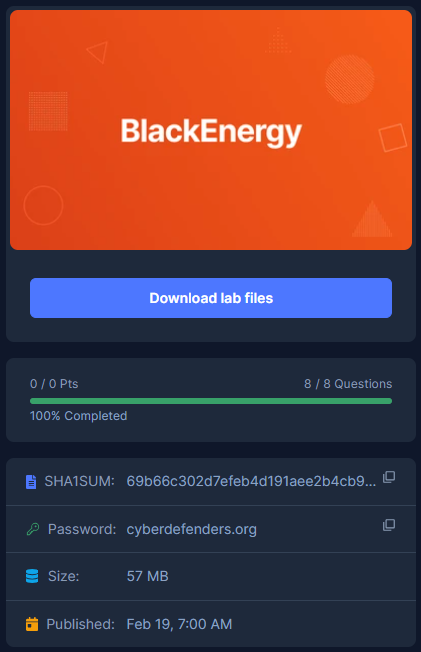 BlackEnergy
Download lab files
0 / 0 Pts 8 / 8 Questions
100% Completed
SHA1SUM: 69b66c302d7efeb4d191aee2b4cb9...
Password: cyberdefenders.org
Size: 57 MB
Published: Feb 19, 7:00 AM